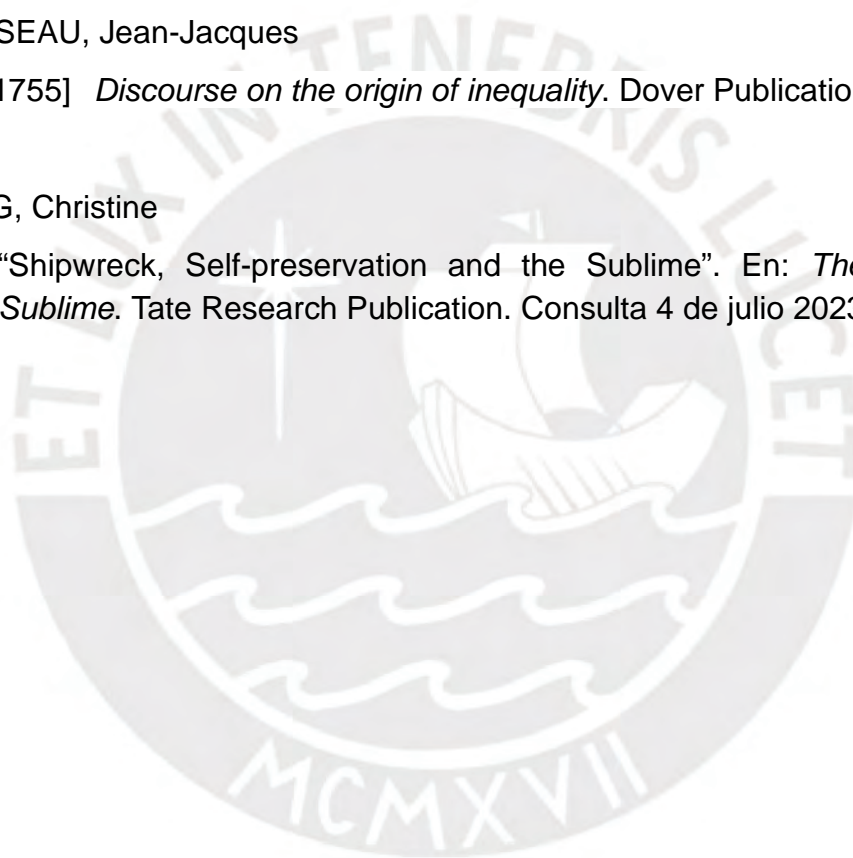 SEAU, Jean-Jacques
1755] Discourse on the origin of inequality. Dover Publicatio
G, Christine
“Shipwreck, Self-preservation and the Sublime”. En: The
Sublime. Tate Research Publication. Consulta 4 de julio 2023
ET LUX IN TENEBRIS LUCET
MCMXVII